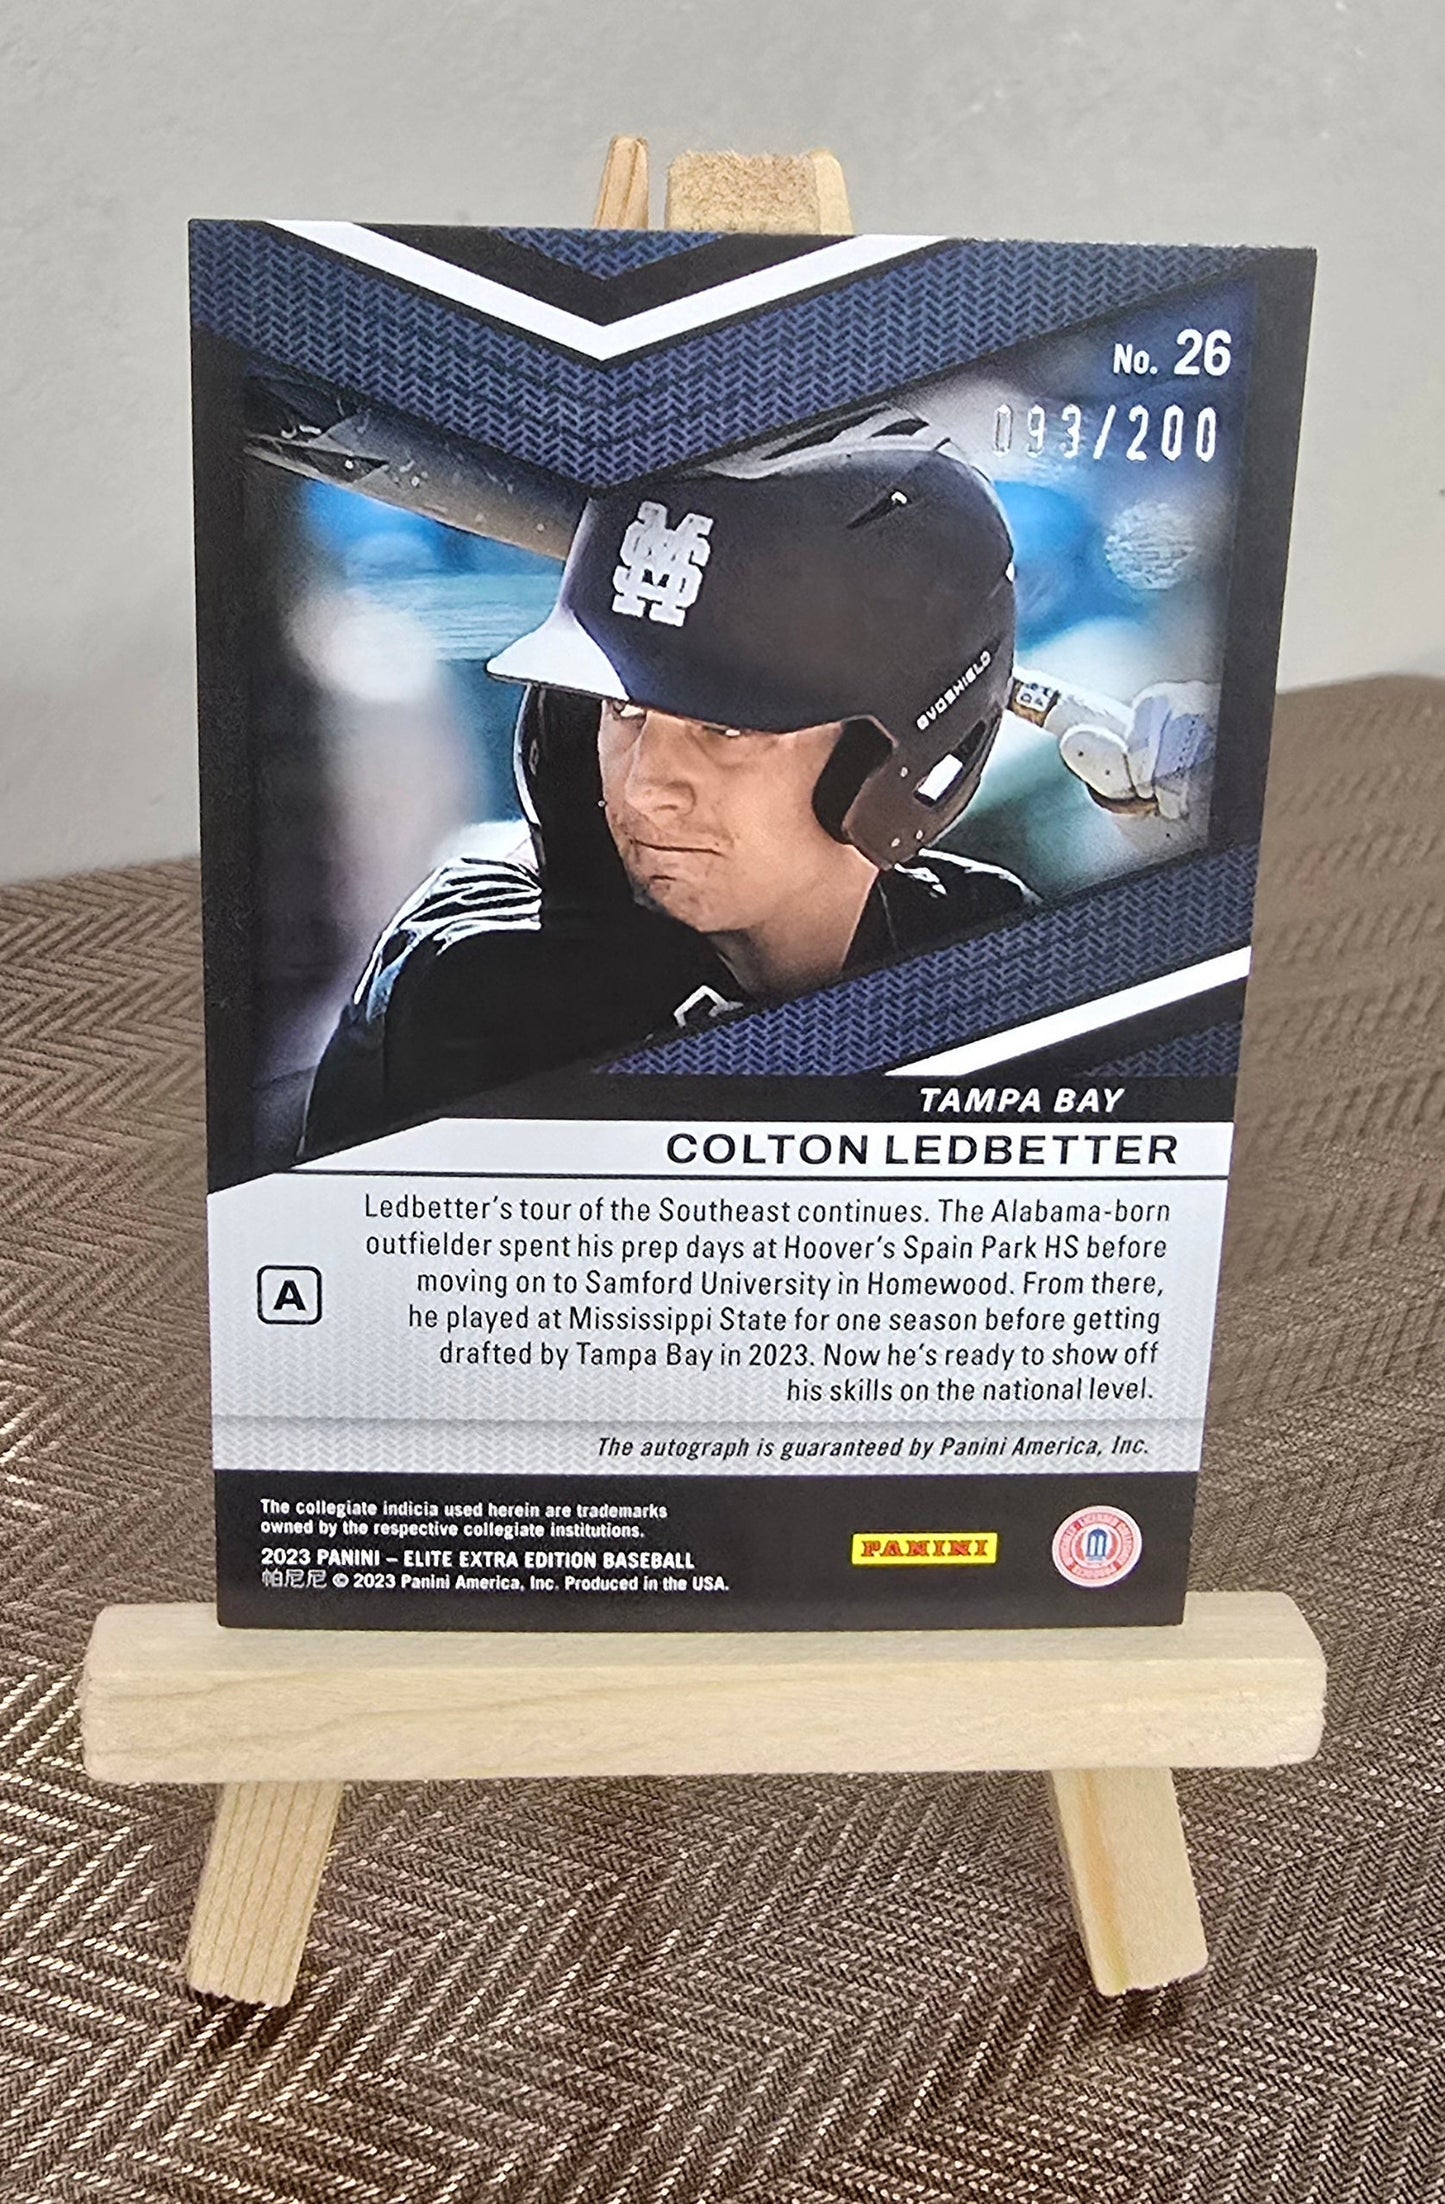 No. 26
093/200
EVOSHIELD
TAMPA BAY
COLTON LEDBETTER
Ledbetter's tour of the Southeast continues. The Alabama-born
outfielder spent his prep days at Hoover's Spain Park HS before
moving on to Samford University in Homewood. From there,
he played at Mississippi State for one season before getting
drafted by Tampa Bay in 2023. Now he's ready to show off
his skills on the national level.
A
The autograph is guaranteed by Panini America, Inc.
The collegiate indicia used herein are trademarks
owned by the respective collegiate institutions.
2023 PANINI – ELITE EXTRA EDITION BASEBALL
帕尼尼 © 2023 Panini America, Inc. Produced in the USA.
PANINI